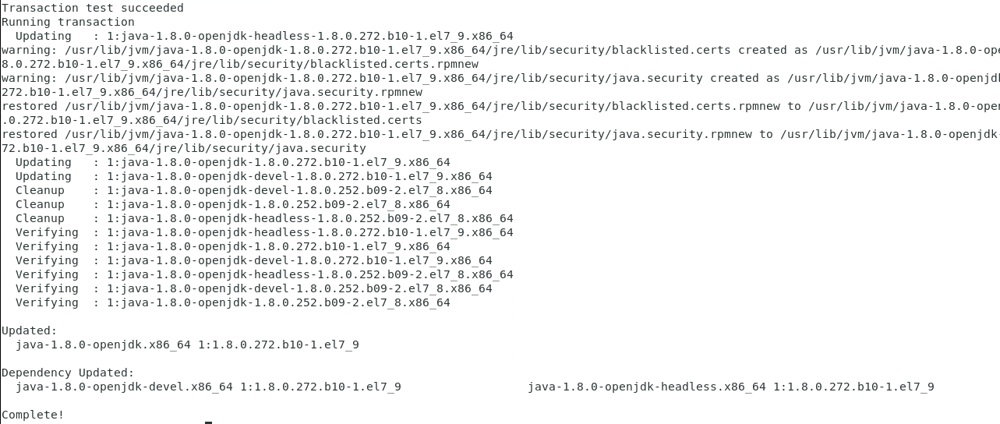 Transaction test succeeded
Running transaction
  Updating   : 1:java-1.8.0-openjdk-headless-1.8.0.272.b10-1.el7_9.x86_64
warning: /usr/lib/jvm/java-1.8.0-openjdk-1.8.0.272.b10-1.el7_9.x86_64/jre/lib/security/blacklisted.certs created as /usr/lib/jvm/java-1.8.0-ope
8.0.272.b10-1.el7_9.x86_64/jre/lib/security/blacklisted.certs.rpmnew
warning: /usr/lib/jvm/java-1.8.0-openjdk-1.8.0.272.b10-1.el7_9.x86_64/jre/lib/security/java.security created as /usr/lib/jvm/java-1.8.0-openjd
272.b10-1.el7_9.x86_64/jre/lib/security/java.security.rpmnew
restored /usr/lib/jvm/java-1.8.0-openjdk-1.8.0.272.b10-1.el7_9.x86_64/jre/lib/security/blacklisted.certs.rpmnew to /usr/lib/jvm/java-1.8.0-open
.0.272.b10-1.el7_9.x86_64/jre/lib/security/blacklisted.certs
restored /usr/lib/jvm/java-1.8.0-openjdk-1.8.0.272.b10-1.el7_9.x86_64/jre/lib/security/java.security.rpmnew to /usr/lib/jvm/java-1.8.0-openjdk-
72.b10-1.el7_9.x86_64/jre/lib/security/java.security
  Updating   : 1:java-1.8.0-openjdk-1.8.0.272.b10-1.el7_9.x86_64
  Updating   : 1:java-1.8.0-openjdk-devel-1.8.0.272.b10-1.el7_9.x86_64
  Cleanup    : 1:java-1.8.0-openjdk-devel-1.8.0.252.b09-2.el7_8.x86_64
  Cleanup    : 1:java-1.8.0-openjdk-1.8.0.252.b09-2.el7_8.x86_64
  Cleanup    : 1:java-1.8.0-openjdk-headless-1.8.0.252.b09-2.el7_8.x86_64
  Verifying  : 1:java-1.8.0-openjdk-headless-1.8.0.272.b10-1.el7_9.x86_64
  Verifying  : 1:java-1.8.0-openjdk-1.8.0.272.b10-1.el7_9.x86_64
  Verifying  : 1:java-1.8.0-openjdk-devel-1.8.0.272.b10-1.el7_9.x86_64
  Verifying  : 1:java-1.8.0-openjdk-headless-1.8.0.252.b09-2.el7_8.x86_64
  Verifying  : 1:java-1.8.0-openjdk-devel-1.8.0.252.b09-2.el7_8.x86_64
  Verifying  : 1:java-1.8.0-openjdk-1.8.0.252.b09-2.el7_8.x86_64

Updated:
  java-1.8.0-openjdk.x86_64 1:1.8.0.272.b10-1.el7_9

Dependency Updated:
  java-1.8.0-openjdk-devel.x86_64 1:1.8.0.272.b10-1.el7_9                  java-1.8.0-openjdk-headless.x86_64 1:1.8.0.272.b10-1.el7_9

Complete!